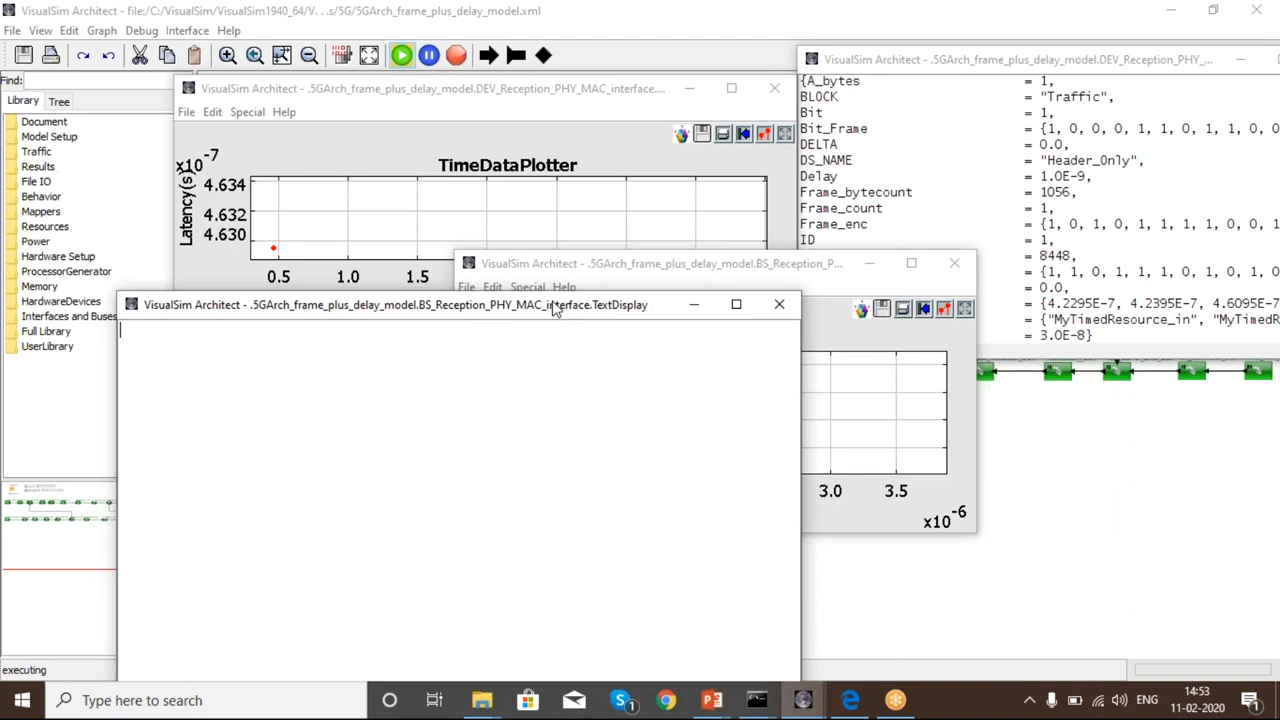 VisualSim Architect - file:/C:/VisualSim/VisualSim1940_64/V. . .s/5G/5GArch_frame_plus_delay_model.xml
File View Edit Graph Debug Interface Help
Find:
Library Tree
Document
Model Setup
Traffic
Results
File IO
Behavior
Mappers
Resources
Power
Hardware Setup
ProcessorGenerator
Memory
HardwareDevices
Interfaces and Buses
Full Library
UserLibrary
executing
VisualSim Architect - .5GArch_frame_plus_delay_model.DEV_Reception_PHY_MAC_interface....
File Edit Special Help
TimeDataPlotter
x10 -7
Latency(s)
4.634
4.632
4.630
0.5 1.0 1.5
VisualSim Architect - .5GArch_frame_plus_delay_model.DEV_Reception_PHY_...
{A_bytes = 1,
BLOCK = "Traffic",
Bit = 1,
Bit_Frame = {1, 0, 0, 0, 1, 1, 0, 1, 1, 0, 0
DELTA = 0.0,
DS_NAME = "Header_Only",
Delay = 1.0E-9,
Frame_bytecount = 1056,
Frame_count = 1,
Frame_enc = {1, 0, 1, 0, 1, 1, 1, 1, 0, 0, 1
ID = 1,
= 8448,
= {1, 0, 1, 0, 1, 1, 1, 1, 0, 0, 1
= 0.0,
= {4.2295E-7, 4.2395E-7, 4.6095E-7
= {"MyTimedResource_in", "MyTimedR
= 3.0E-8}
VisualSim Architect - .5GArch_frame_plus_delay_model.BS_Reception_P...
File Edit Special Help
3.0 3.5
x10 -6
VisualSim Architect - .5GArch_frame_plus_delay_model.BS_Reception_PHY_MAC_interface.TextDisplay
Type here to search
ENG
14:53
11-02-2020